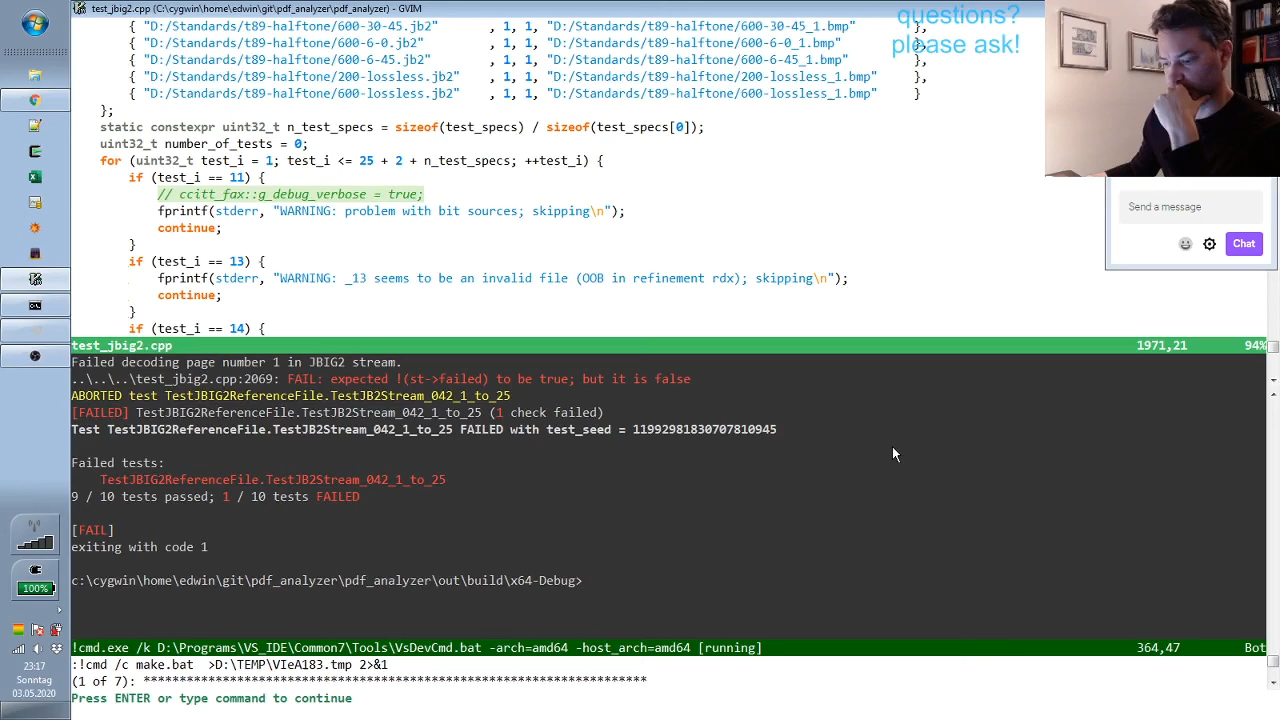 test_jbig2.cpp (C:\cygwin\home\edwin\git\pdf_analyzer\pdf_analyzer) - GVIM
questions?
please ask!
{ "D:/Standards/t89-halftone/600-30-45.jb2" , 1, 1, "D:/Standards/t89-halftone/600-30-45_1.bmp" },
{ "D:/Standards/t89-halftone/600-6-0.jb2" , 1, 1, "D:/Standards/t89-halftone/600-6-0_1.bmp" },
{ "D:/Standards/t89-halftone/600-6-45.jb2" , 1, 1, "D:/Standards/t89-halftone/600-6-45_1.bmp" },
{ "D:/Standards/t89-halftone/200-lossless.jb2" , 1, 1, "D:/Standards/t89-halftone/200-lossless_1.bmp" },
{ "D:/Standards/t89-halftone/600-lossless.jb2" , 1, 1, "D:/Standards/t89-halftone/600-lossless_1.bmp" }
};
static constexpr uint32_t n_test_specs = sizeof(test_specs) / sizeof(test_specs[0]);
uint32_t number_of_tests = 0;
for (uint32_t test_i = 1; test_i <= 25 + 2 + n_test_specs; ++test_i) {
if (test_i == 11) {
// ccitt_fax::g_debug_verbose = true;
fprintf(stderr, "WARNING: problem with bit sources; skipping\n");
continue;
}
if (test_i == 13) {
fprintf(stderr, "WARNING: _13 seems to be an invalid file (OOB in refinement rdx); skipping\n");
continue;
}
if (test_i == 14) {
Send a message
Chat
test_jbig2.cpp 1971,21 94%
Failed decoding page number 1 in JBIG2 stream.
..\..\..\test_jbig2.cpp:2069: FAIL: expected !(st->failed) to be true; but it is false
ABORTED test TestJBIG2ReferenceFile.TestJB2Stream_042_1_to_25
[FAILED] TestJBIG2ReferenceFile.TestJB2Stream_042_1_to_25 (1 check failed)
Test TestJBIG2ReferenceFile.TestJB2Stream_042_1_to_25 FAILED with test_seed = 11992981830707810945
Failed tests:
TestJBIG2ReferenceFile.TestJB2Stream_042_1_to_25
9 / 10 tests passed; 1 / 10 tests FAILED
[FAIL]
exiting with code 1
c:\cygwin\home\edwin\git\pdf_analyzer\pdf_analyzer\out\build\x64-Debug>
!cmd.exe /k D:\Programs\VS_IDE\Common7\Tools\VsDevCmd.bat -arch=amd64 -host_arch=amd64 [running] 364,47 Bot
:!cmd /c make.bat >D:\TEMP\VIeA183.tmp 2>&1
(1 of 7): **********************************************************************
Press ENTER or type command to continue
100%
23:17
Sonntag
03.05.2020